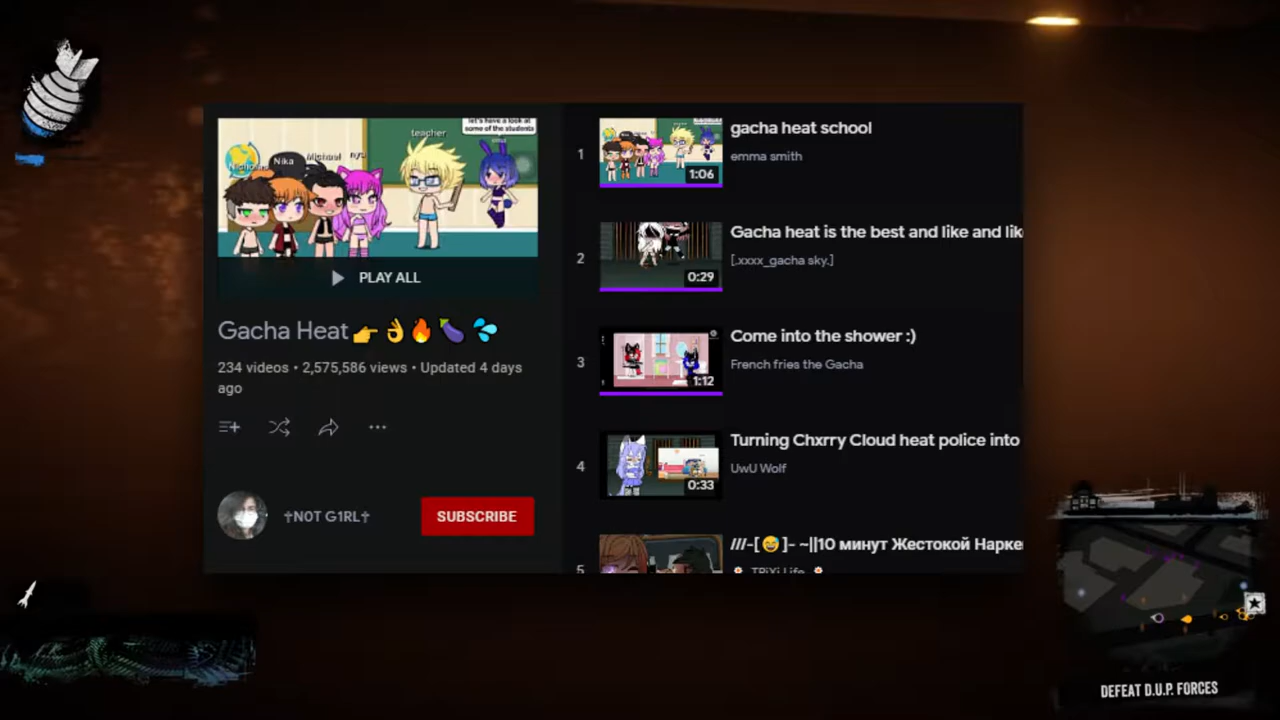 let's have a look at
some of the students
teacher
Nicholas
Nika
Michael
nya
PLAY ALL
Gacha Heat👉👌🔥🍆💦
234 videos • 2,575,586 views • Updated 4 days
ago
†NOT G1RL†
SUBSCRIBE
1
1:06
gacha heat school
emma smith
2
0:29
Gacha heat is the best and like and lik
[.xxxx_gacha sky.]
3
1:12
Come into the shower :)
French fries the Gacha
4
0:33
Turning Chxrry Cloud heat police into
UwU Wolf
5
///-[😅]- ~||10 минут Жестокой Нарке
TRiXi Life
DEFEAT D.U.P. FORCES